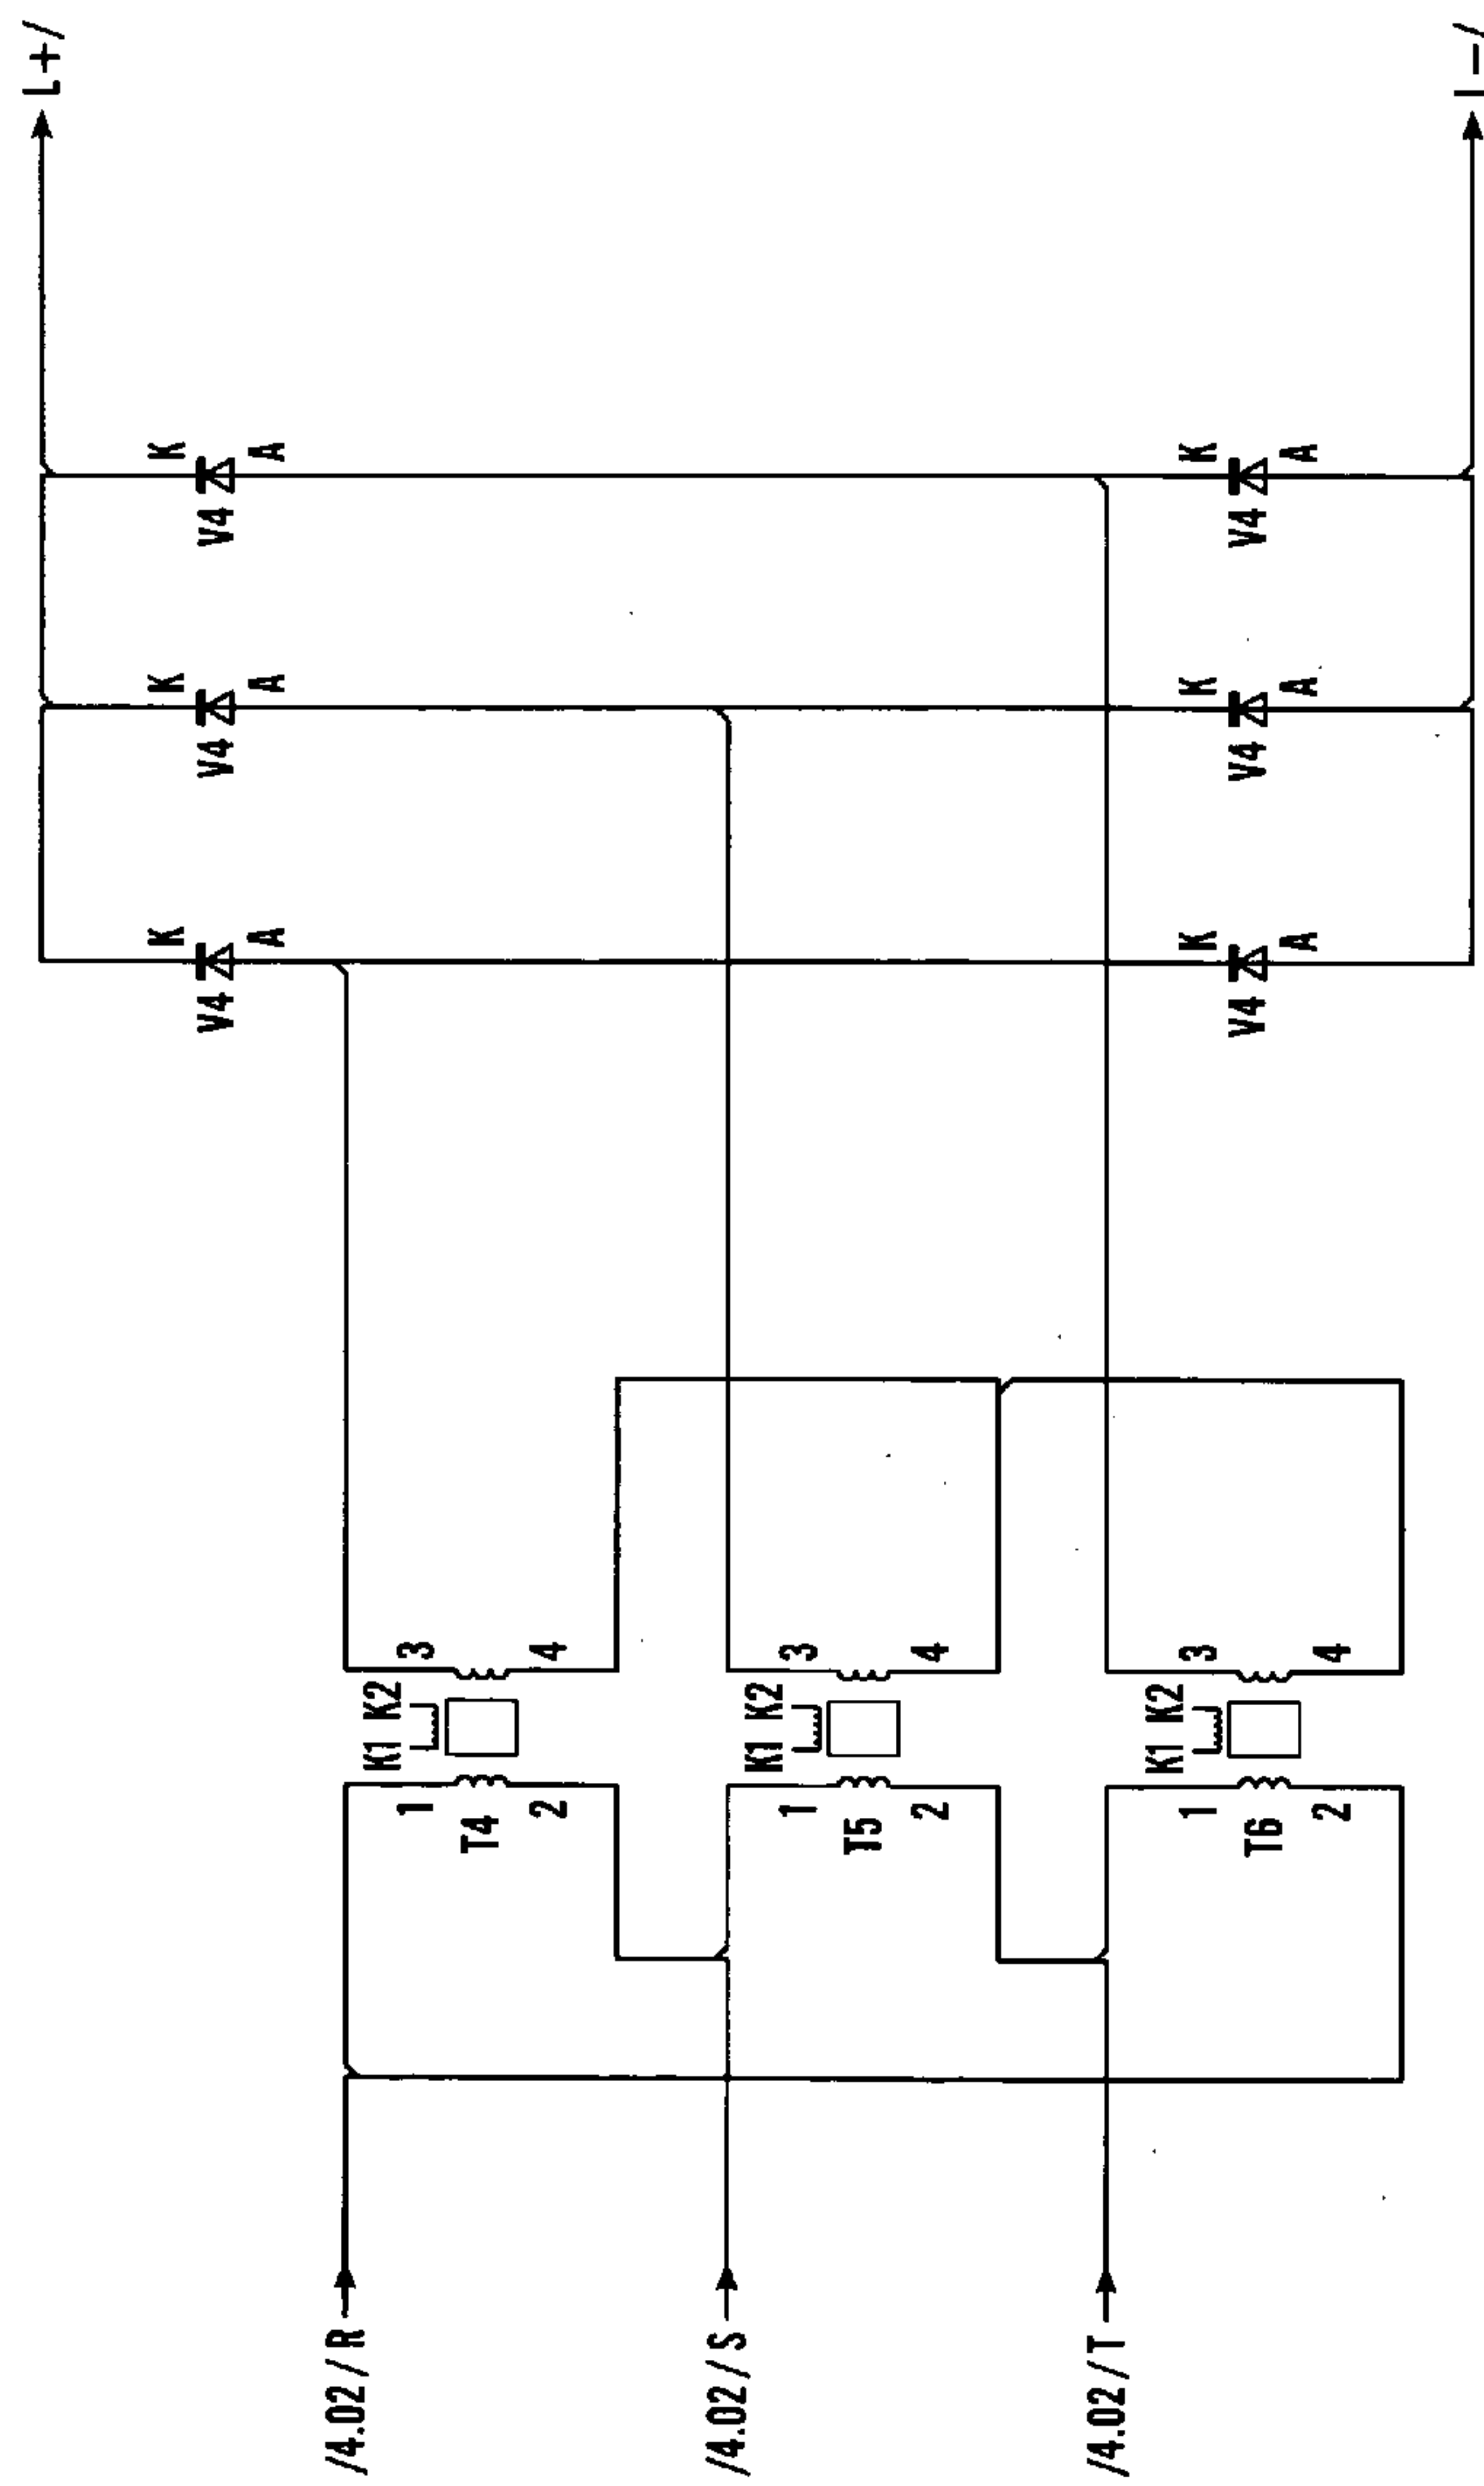 L+/
K K K
V4 V4 V4
A A A
//4.02/R
K1 K2
1 3
T4
2 4
//4.02/S
K1 K2
1 3
T5
2 4
//4.02/T
K1 K2
1 3
K K K
V4 V4 V4
T6
A A A
2 4
L-/